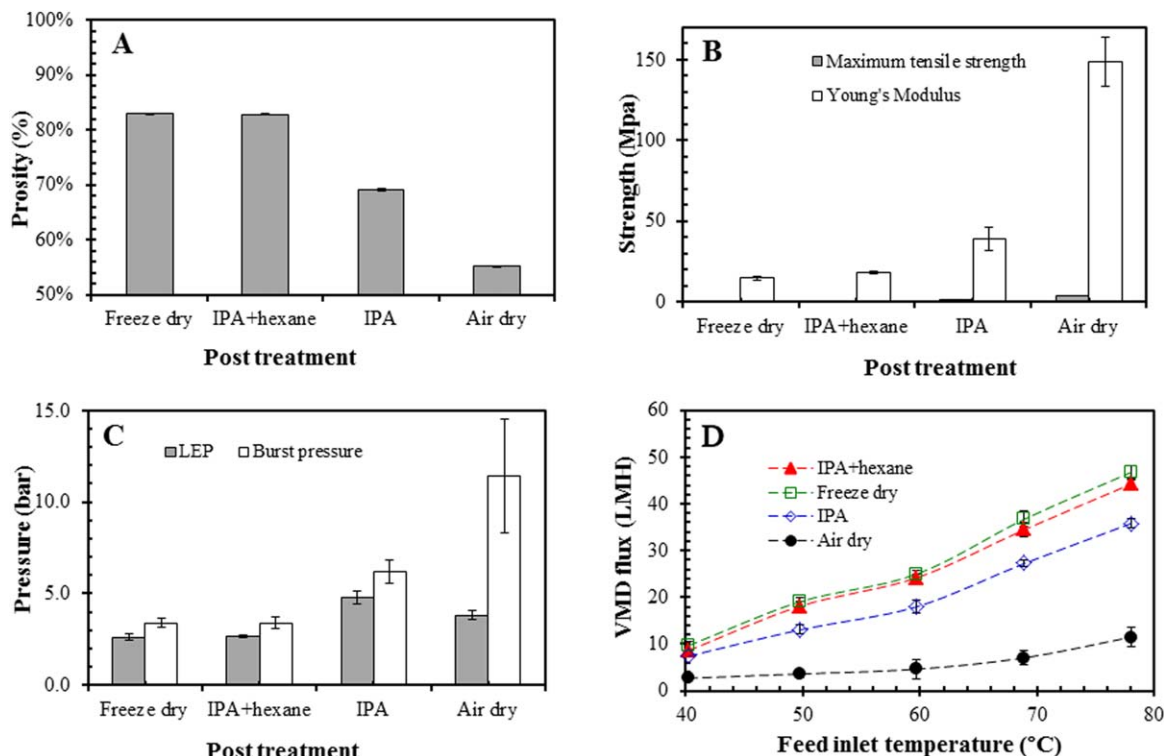 A
Prosity (%)
100%
90%
80%
70%
60%
50%
Freeze dry IPA+hexane IPA Air dry
Post treatment
B
Strength (Mpa)
150
100
50
0
Maximum tensile strength
Young's Modulus
Freeze dry IPA+hexane IPA Air dry
Post treatment
C
Pressure (bar)
15.0
10.0
5.0
0.0
LEP Burst pressure
Freeze dry IPA+hexane IPA Air dry
Post treatment
D
VMD flux (LMH)
60
50
40
30
20
10
0
IPA+hexane
Freeze dry
IPA
Air dry
40 50 60 70 80
Feed inlet temperature (°C)